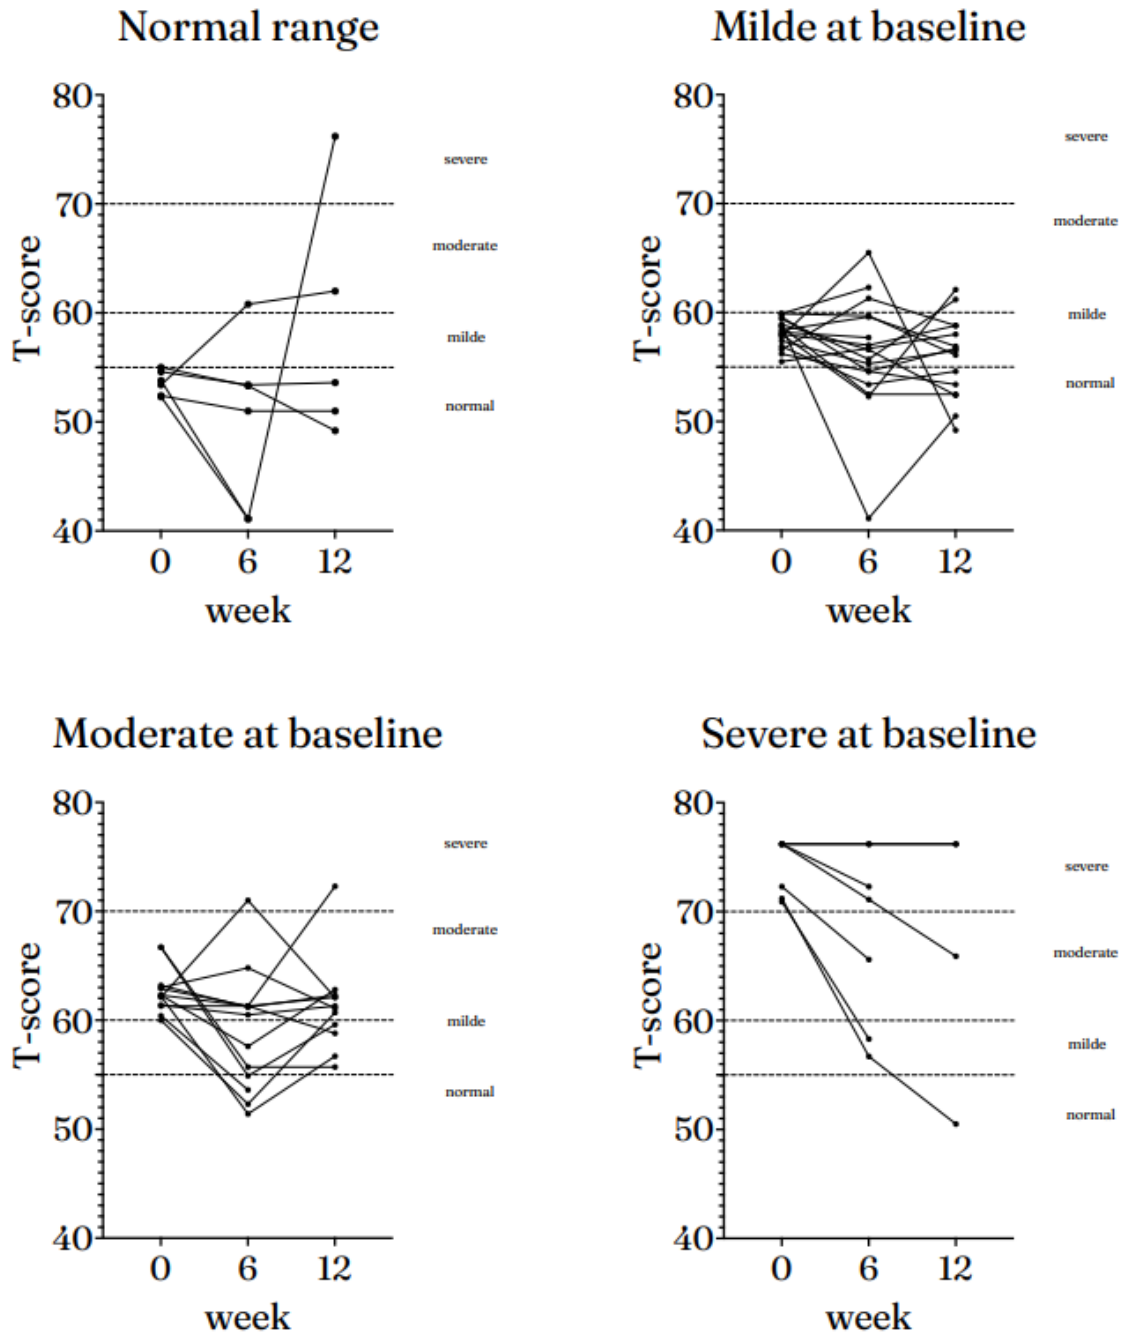 Normal range
80
70
60
50
40
T-score
0 6 12
week
severe
moderate
milde
normal
Milde at baseline
80
70
60
50
40
T-score
0 6 12
week
severe
moderate
milde
normal
Moderate at baseline
80
70
60
50
40
T-score
0 6 12
week
severe
moderate
milde
normal
Severe at baseline
80
70
60
50
40
T-score
0 6 12
week
severe
moderate
milde
normal